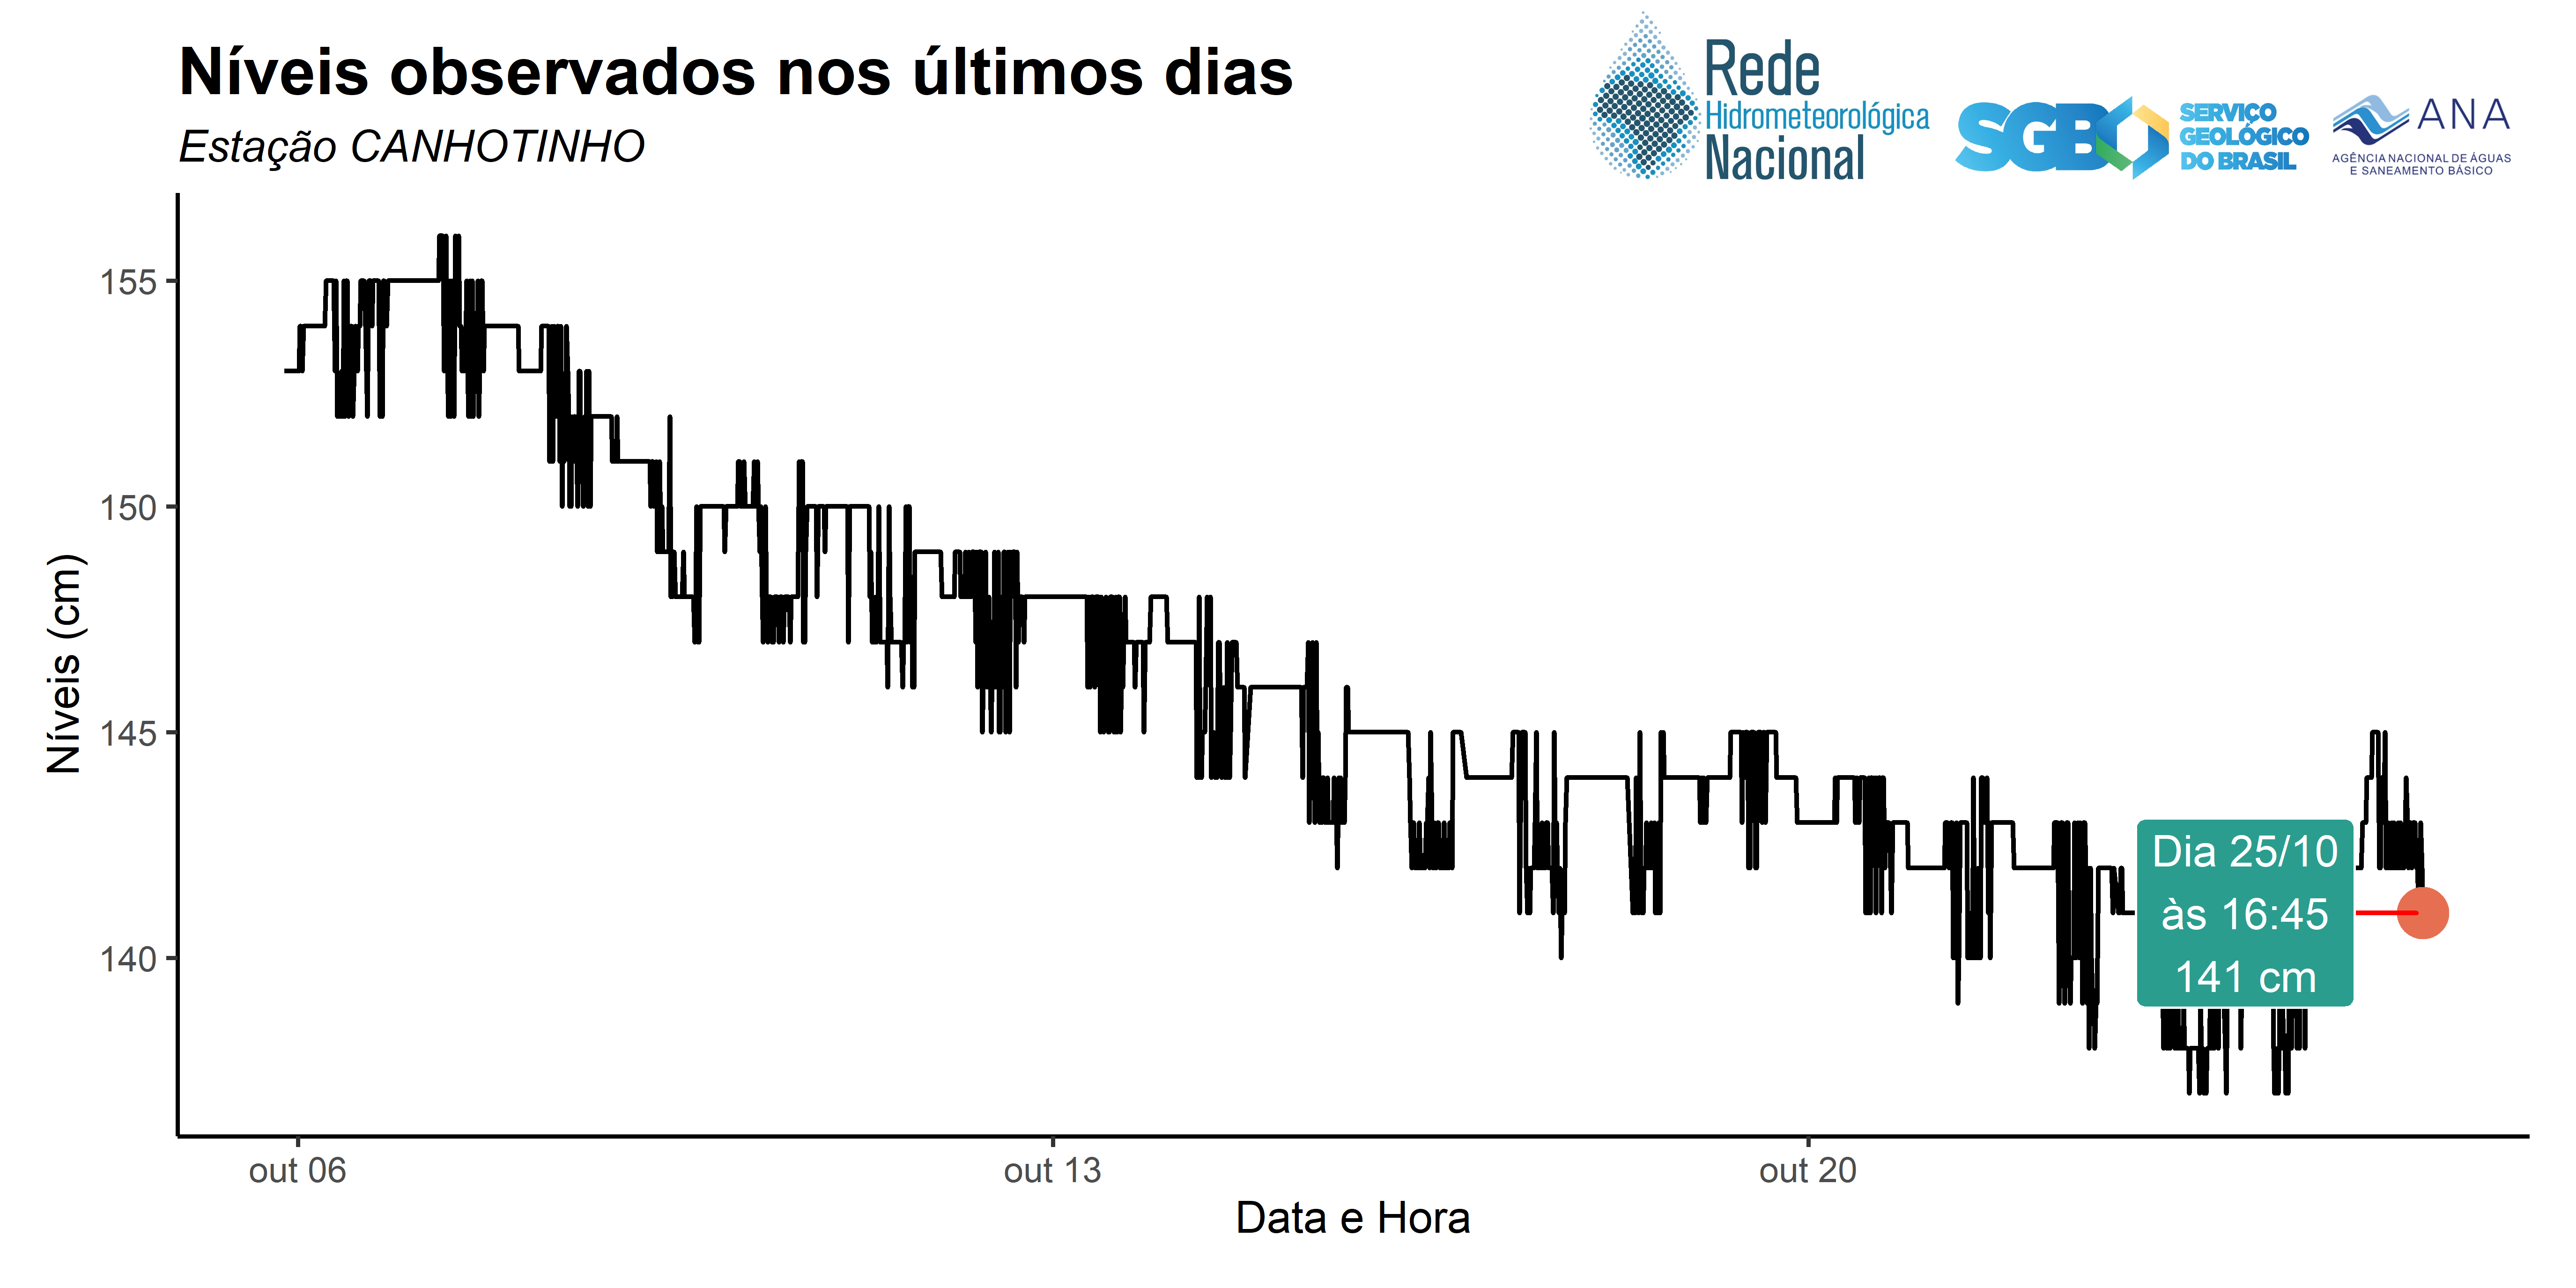 Níveis observados nos últimos dias
Estação CANHOTINHO
Rede
Hidrometeorológica
Nacional
SGB
SERVIÇO
GEOLÓGICO
DO BRASIL
ANA
AGÊNCIA NACIONAL DE ÁGUAS
E SANEAMENTO BÁSICO
155
150
145
140
Níveis (cm)
Dia 25/10
às 16:45
141 cm
out 06
out 13
out 20
Data e Hora